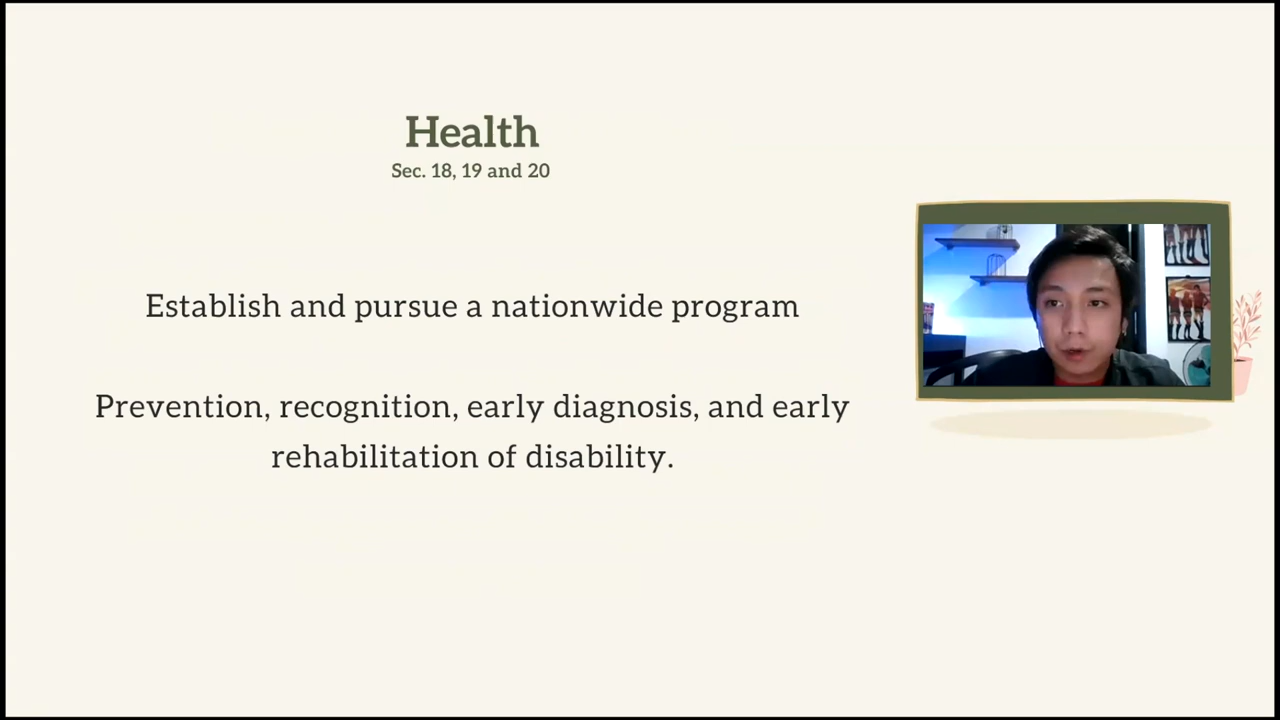 Health
Sec. 18, 19 and 20
Establish and pursue a nationwide program
Prevention, recognition, early diagnosis, and early
rehabilitation of disability.